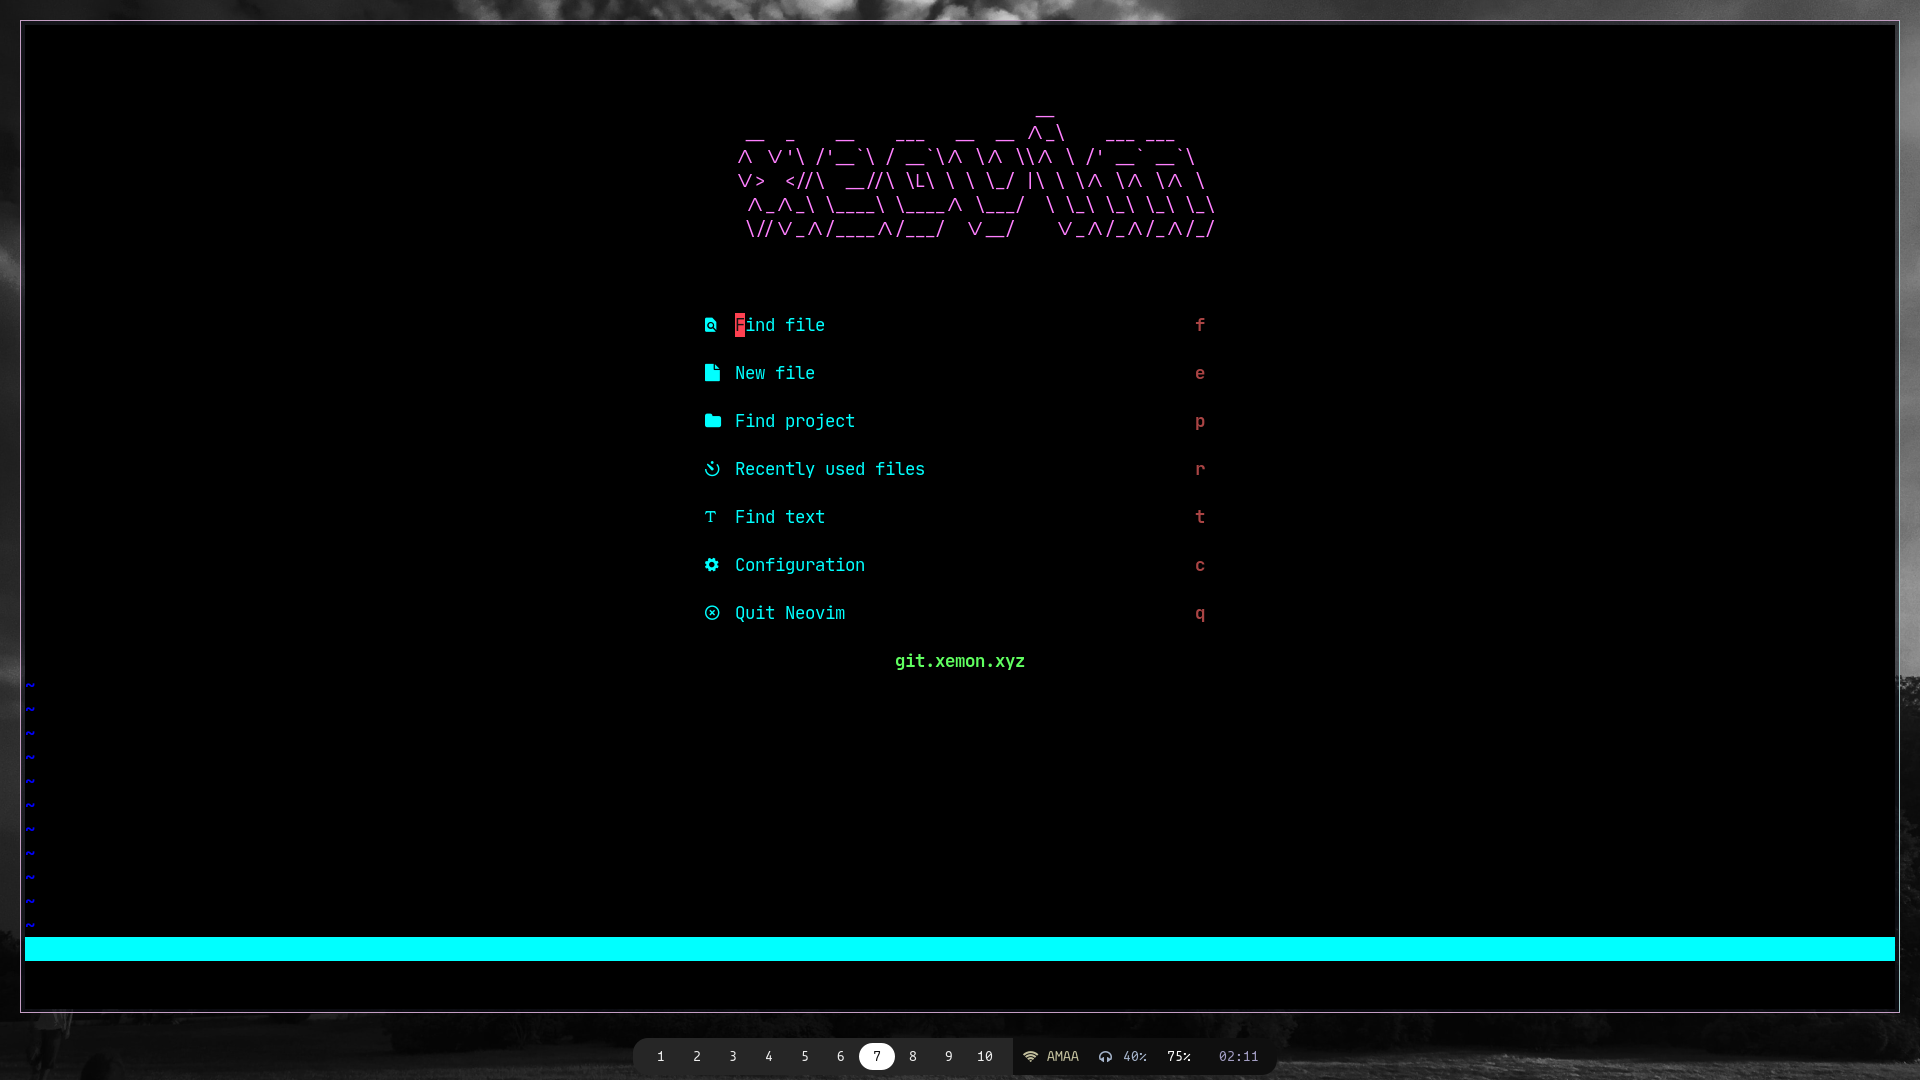 xeovim
Find file f
New file e
Find project p
Recently used files r
Find text t
Configuration c
Quit Neovim q
git.xemon.xyz
~
~
~
~
~
~
~
~
~
~
~
1 2 3 4 5 6 7 8 9 10 AMAA 40% 75% 02:11